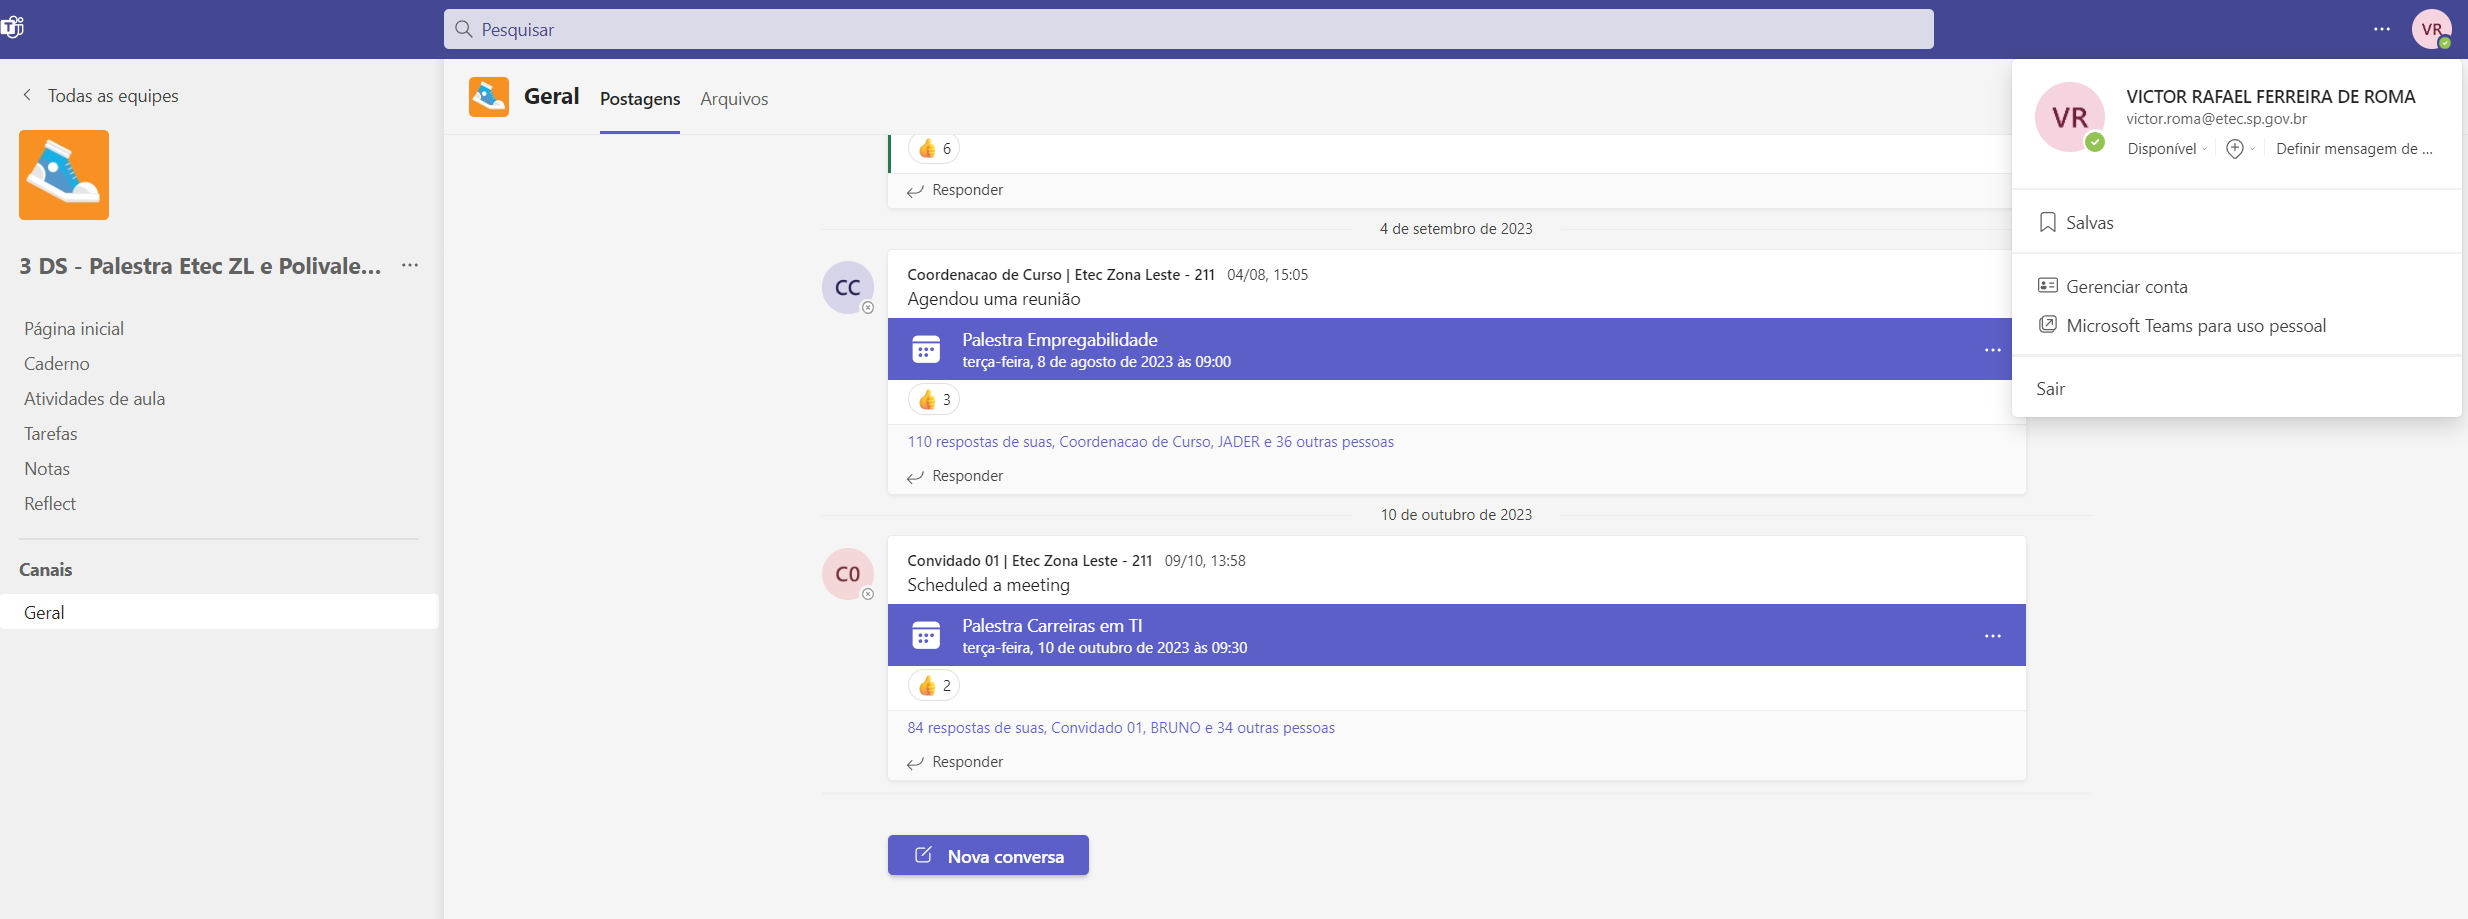 Pesquisar
VR
Todas as equipes
3 DS - Palestra Etec ZL e Polivale...
Página inicial
Caderno
Atividades de aula
Tarefas
Notas
Reflect
Canais
Geral
Geral
Postagens
Arquivos
6
Responder
4 de setembro de 2023
CC
Coordenacao de Curso | Etec Zona Leste - 211 04/08, 15:05
Agendou uma reunião
Palestra Empregabilidade
terça-feira, 8 de agosto de 2023 às 09:00
3
110 respostas de suas, Coordenacao de Curso, JADER e 36 outras pessoas
Responder
10 de outubro de 2023
C0
Convidado 01 | Etec Zona Leste - 211 09/10, 13:58
Scheduled a meeting
Palestra Carreiras em TI
terça-feira, 10 de outubro de 2023 às 09:30
2
84 respostas de suas, Convidado 01, BRUNO e 34 outras pessoas
Responder
Nova conversa
VR
VICTOR RAFAEL FERREIRA DE ROMA
victor.roma@etec.sp.gov.br
Disponível
Definir mensagem de ...
Salvas
Gerenciar conta
Microsoft Teams para uso pessoal
Sair